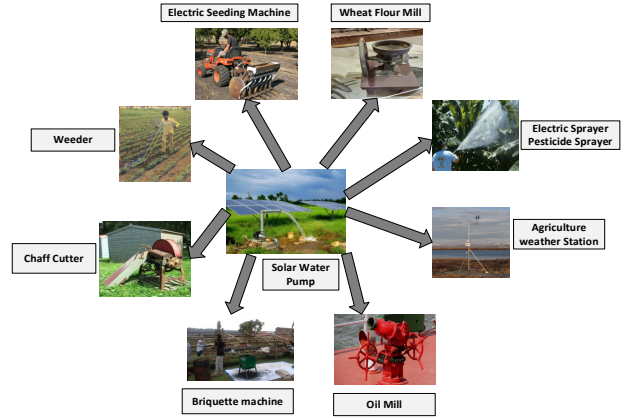 Electric Seeding Machine
Wheat Flour Mill
Weeder
Electric Sprayer
Pesticide Sprayer
Chaff Cutter
Agriculture
weather Station
Solar Water
Pump
Briquette machine
Oil Mill